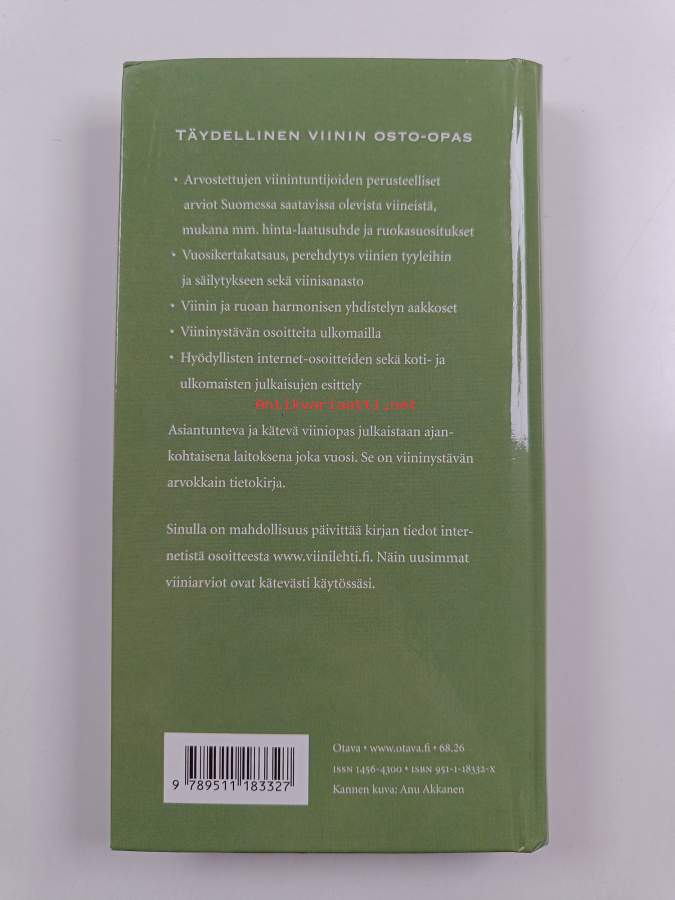 TÄYDELLINEN VIININ OSTO-OPAS
• Arvostettujen viinintuntijoiden perusteelliset
arviot Suomessa saatavissa olevista viineistä,
mukana mm. hinta-laatusuhde ja ruokasuositukset
• Vuosikertakatsaus, perehdytys viinien tyyleihin
ja säilytykseen sekä viinisanasto
• Viinin ja ruoan harmonisen yhdistelyn aakkoset
• Viininystävän osoitteita ulkomailla
• Hyödyllisten internet-osoitteiden sekä koti- ja
ulkomaisten julkaisujen esittely
Antikvariaatti.net
Asiantunteva ja kätevä viiniopas julkaistaan ajan-
kohtaisena laitoksena joka vuosi. Se on viininystävän
arvokkain tietokirja.
Sinulla on mahdollisuus päivittää kirjan tiedot inter-
netistä osoitteesta www.viinilehti.fi. Näin uusimmat
viiniarviot ovat kätevästi käytössäsi.
Otava • www.otava.fi • 68.26
ISSN 1456-4300 • ISBN 951-1-18332-X
Kannen kuva: Anu Akkanen
9 789511 183327